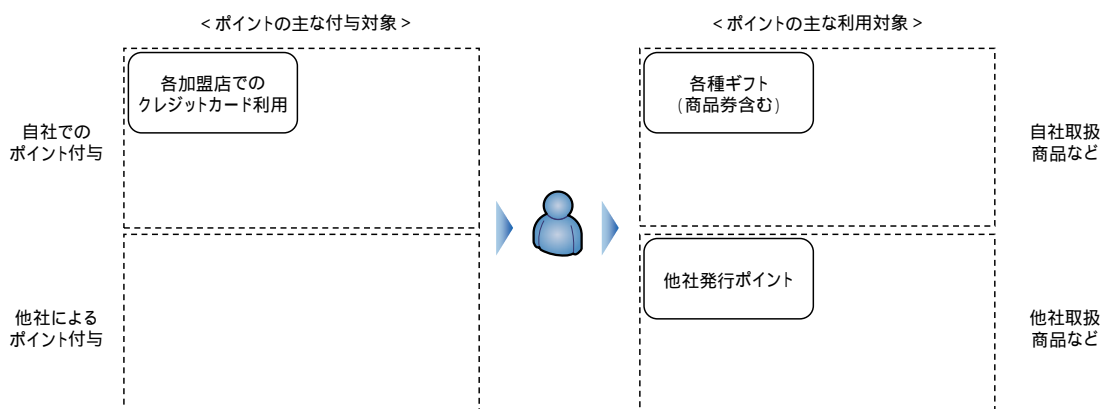 <ポイントの主な付与対象>
<ポイントの主な利用対象>
各加盟店での
クレジットカード利用
各種ギフト
(商品券含む)
自社での
ポイント付与
自社取扱
商品など
他社発行ポイント
他社による
ポイント付与
他社取扱
商品など